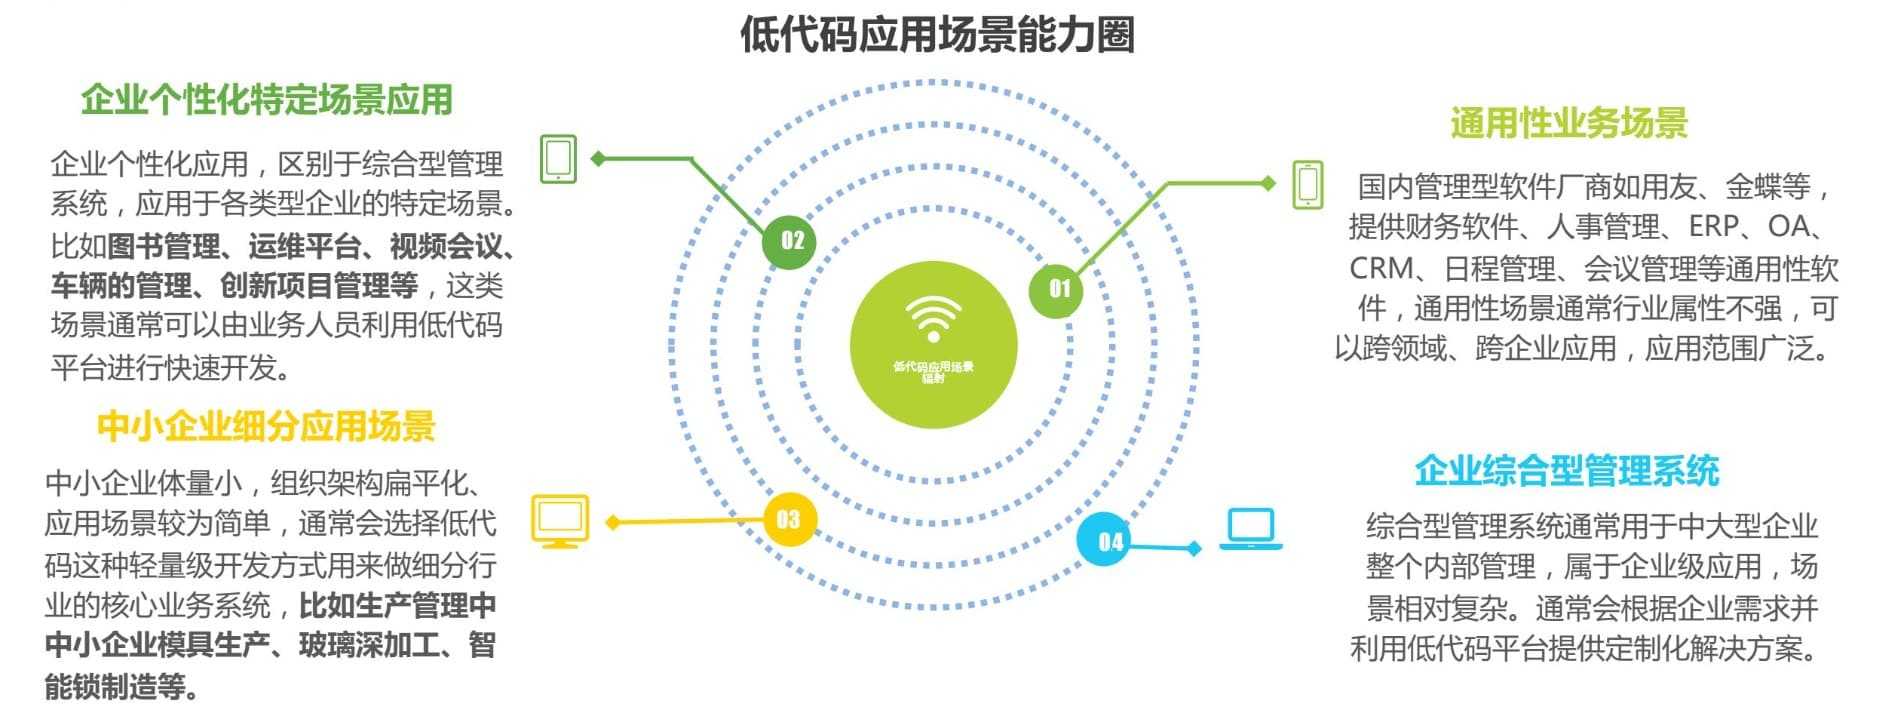 低代码应用场景能力圈
企业个性化特定场景应用
企业个性化应用，区别于综合型管理
系统，应用于各类型企业的特定场景。
比如图书管理、运维平台、视频会议、
车辆的管理、创新项目管理等，这类
场景通常可以由业务人员利用低代码
平台进行快速开发。
中小企业细分应用场景
中小企业体量小，组织架构扁平化、
应用场景较为简单，通常会选择低代
码这种轻量级开发方式用来做细分行
业的核心业务系统，比如生产管理中
中小企业模具生产、玻璃深加工、智
能锁制造等。
02
01
低代码应用场景
辐射
03
04
通用性业务场景
国内管理型软件厂商如用友、金蝶等，
提供财务软件、人事管理、ERP、OA、
CRM、日程管理、会议管理等通用性软
件，通用性场景通常行业属性不强，可
以跨领域、跨企业应用，应用范围广泛。
企业综合型管理系统
综合型管理系统通常用于中大型企业
整个内部管理，属于企业级应用，场
景相对复杂。通常会根据企业需求并
利用低代码平台提供定制化解决方案。